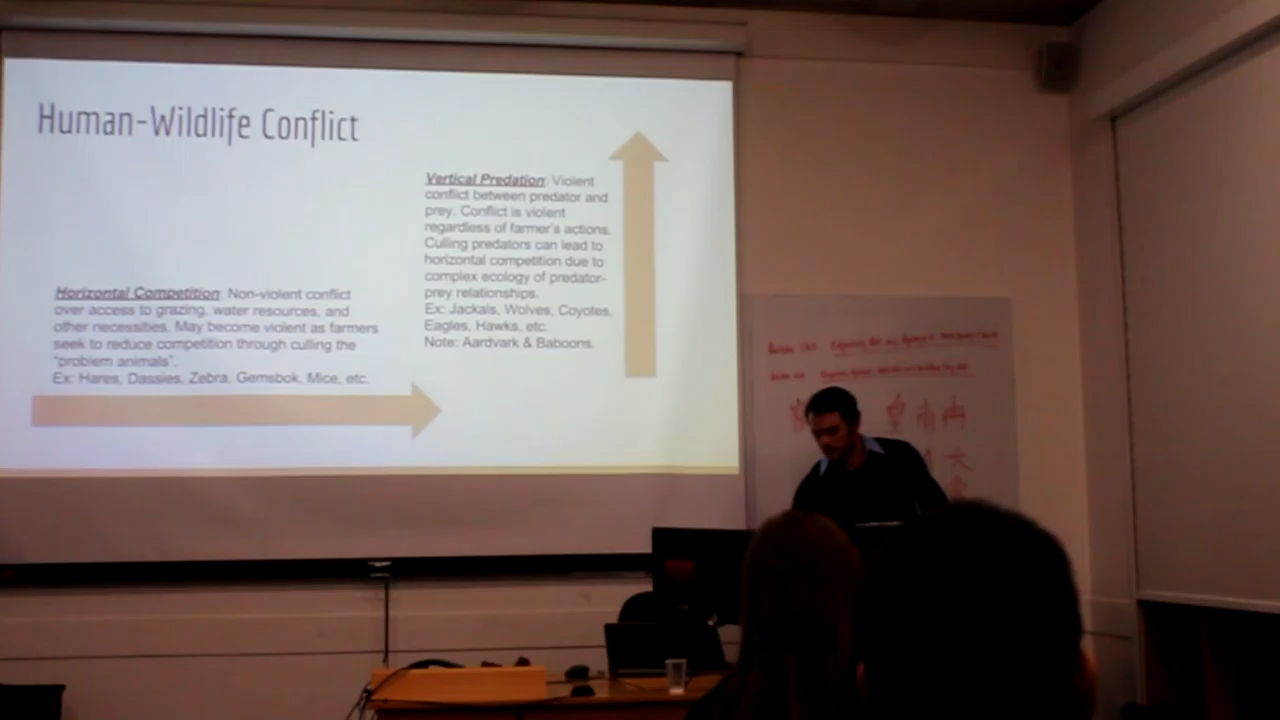 Human-Wildlife Conflict
Vertical Predation: Violent
conflict between predator and
prey. Conflict is violent
regardless of farmer's actions.
Culling predators can lead to
horizontal competition due to
complex ecology of predator-
prey relationships.
Ex: Jackals, Wolves, Coyotes,
Eagles, Hawks, etc.
Note: Aardvark & Baboons.
Horizontal Competition: Non-violent conflict
over access to grazing, water resources, and
other necessities. May become violent as farmers
seek to reduce competition through culling the
"problem animals".
Ex: Hares, Dassies, Zebra, Gemsbok, Mice, etc.